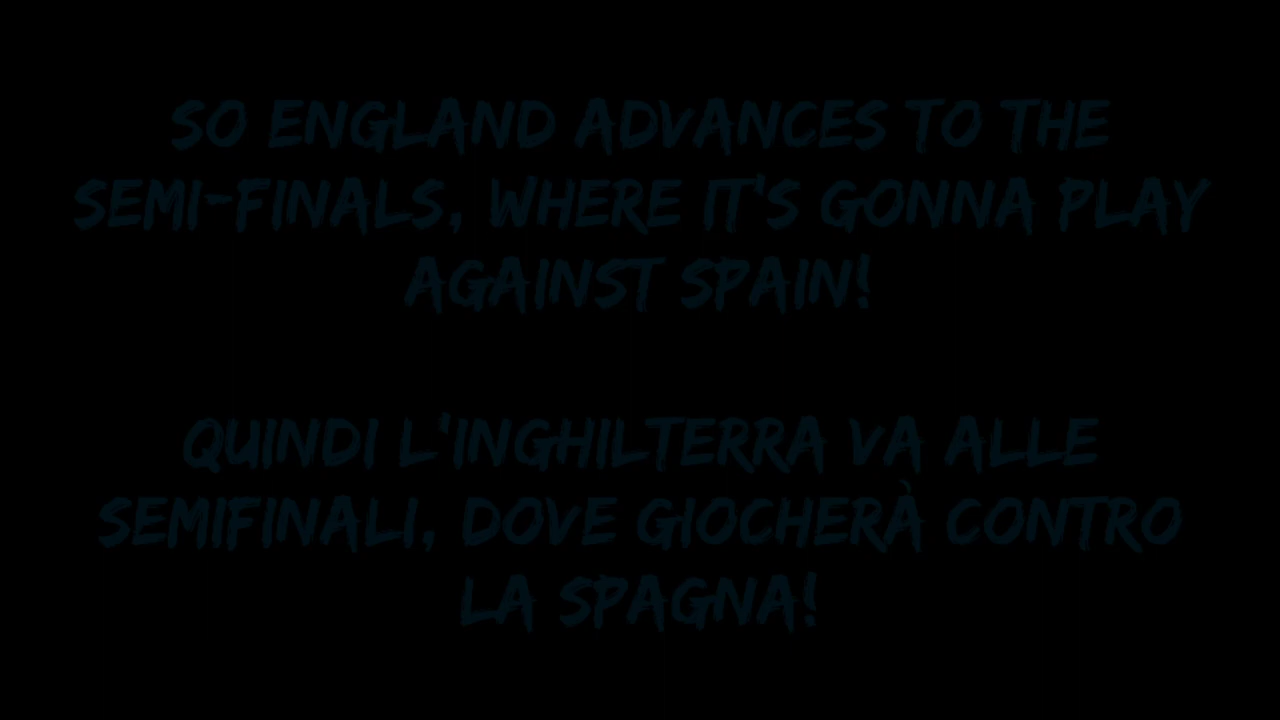 SO ENGLAND ADVANCES TO THE
SEMI-FINALS, WHERE IT'S GONNA PLAY
AGAINST SPAIN!
QUINDI L'INGHILTERRA VA ALLE
SEMIFINALI, DOVE GIOCHERÀ CONTRO
LA SPAGNA!